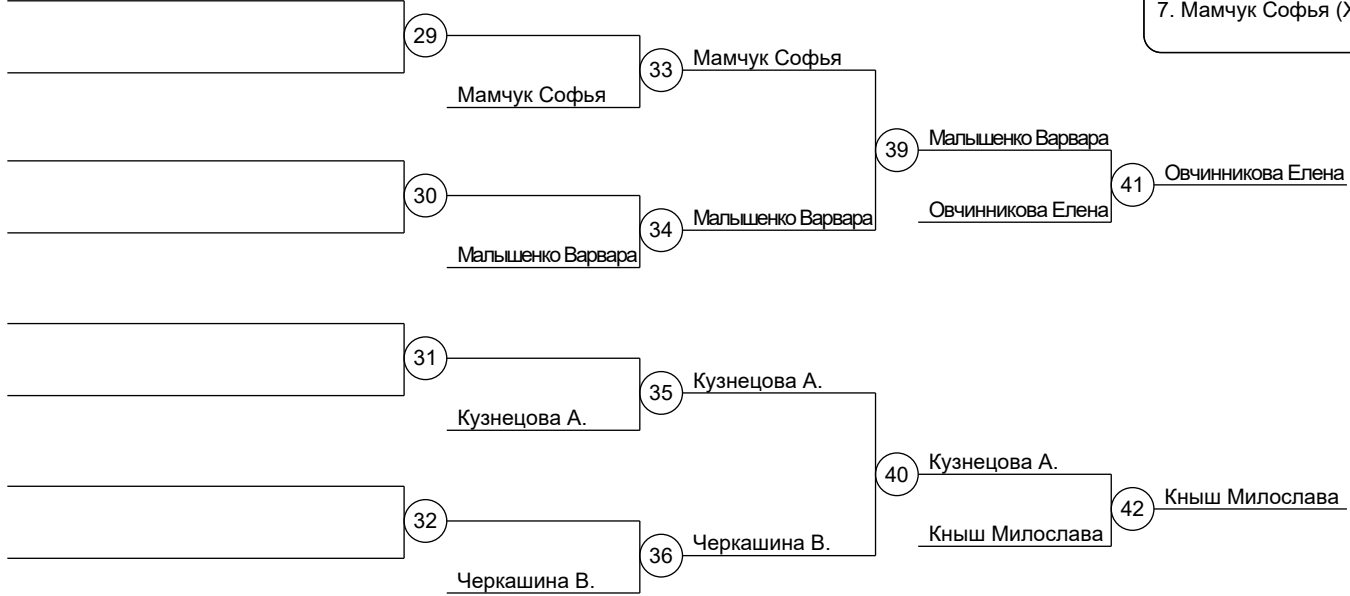 7. Мамчук Софья (Х
29
33
Мамчук Софья
Мамчук Софья
39
Малышенко Варвара
30
41
Овчинникова Елена
34
Малышенко Варвара
Овчинникова Елена
Малышенко Варвара
31
35
Кузнецова А.
Кузнецова А.
40
Кузнецова А.
32
42
Кныш Милослава
36
Черкашина В.
Кныш Милослава
Черкашина В.